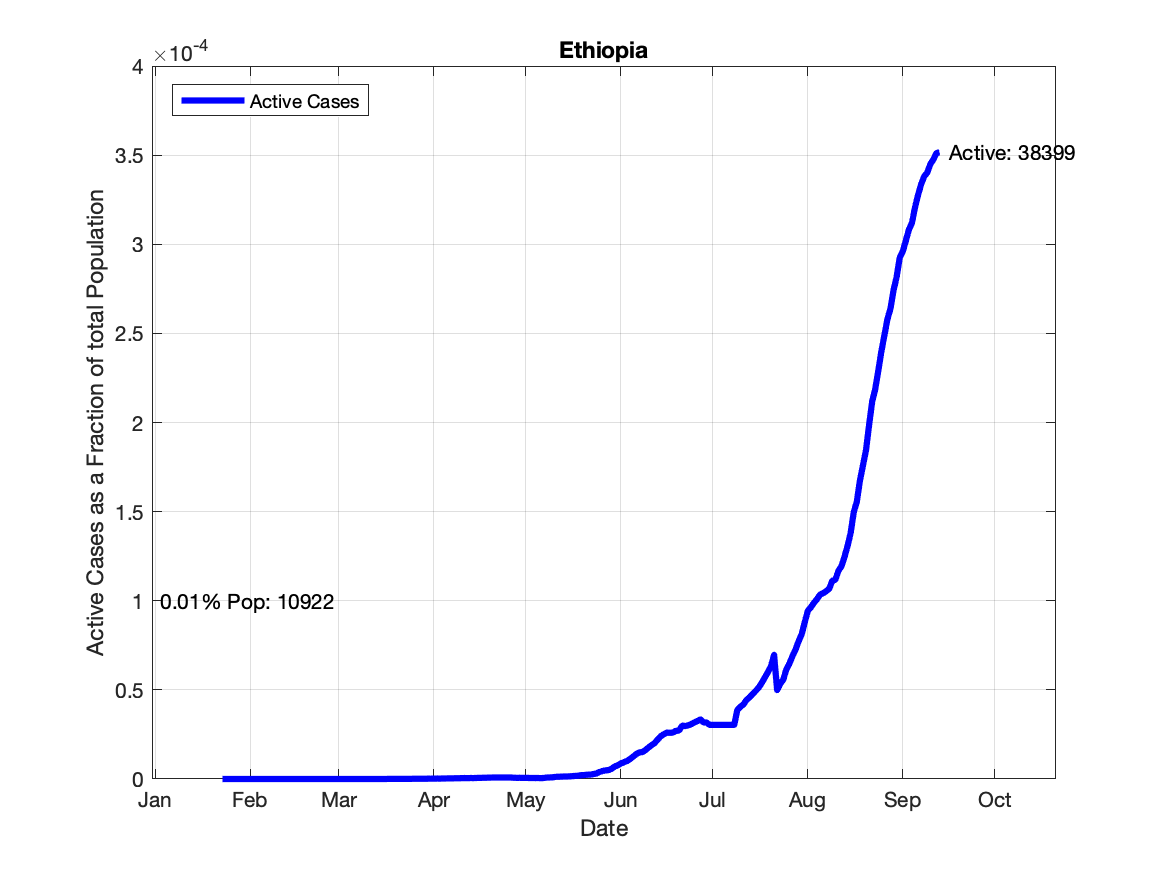 Ethiopia
×10-4
Active Cases
4
3.5
3
2.5
2
1.5
1
0.5
0
Active: 38399
0.01% Pop: 10922
Active Cases as a Fraction of total Population
Jan Feb Mar Apr May Jun Jul Aug Sep Oct
Date